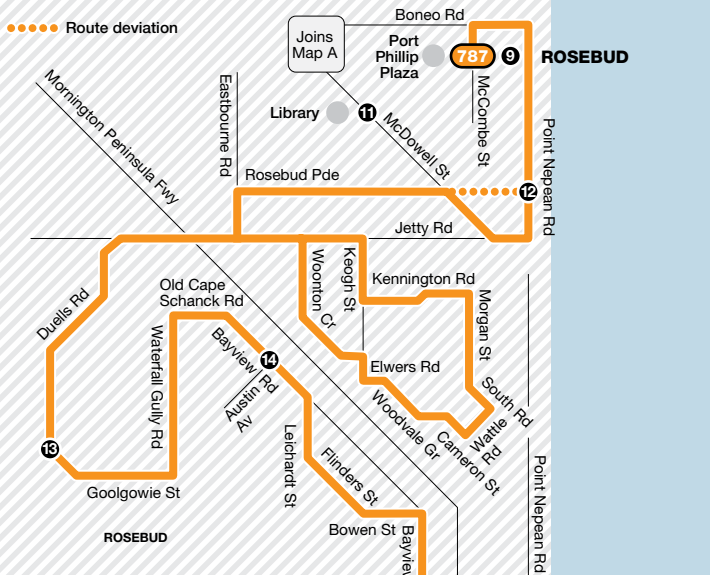 Route deviation
Joins
Map A
Boneo Rd
Port
Phillip
Plaza
787
9
ROSEBUD
McCombe St
Library
11
McDowell St
Mornington Peninsula Fwy
Eastbourne Rd
Point Nepean Rd
Rosebud Pde
12
Jetty Rd
Woonton Cr
Keogh St
Kennington Rd
Morgan St
Duells Rd
Old Cape
Schanck Rd
Waterfall Gully Rd
Bayview Rd
14
Austin
Av
Elwers Rd
South Rd
Wattle
Rd
Woodvale Gr
Cameron St
13
Leichardt St
Flinders St
Goolgowie St
Point Nepean Rd
Bowen St
ROSEBUD